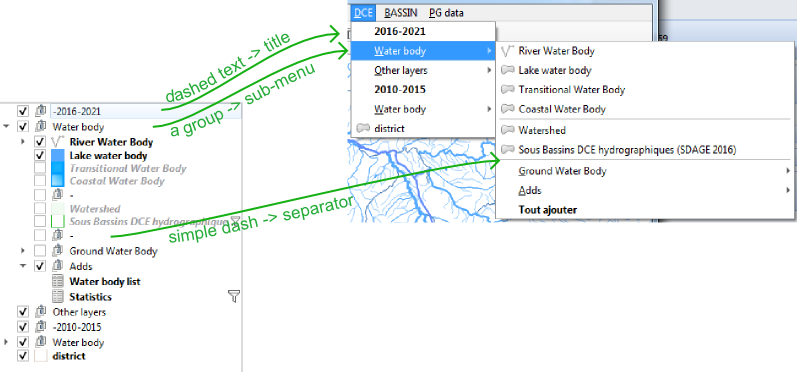 DCE BASSIN PG data
2016-2021
Water body
Other layers
2010-2015
Water body
district
59
River Water Body
Lake water body
Transitional Water Body
Coastal Water Body
Watershed
Sous Bassins DCE hydrographiques (SDAGE 2016)
Ground Water Body
Adds
Tout ajouter
dashed text -> title
a group -> sub-menu
simple dash -> separator
-2016-2021
Water body
River Water Body
Lake water body
Transitional Water Body
Coastal Water Body
-
Watershed
Sous Bassins DCE hydrographique
-
Ground Water Body
Adds
Water body list
Statistics
Other layers
-2010-2015
Water body
district